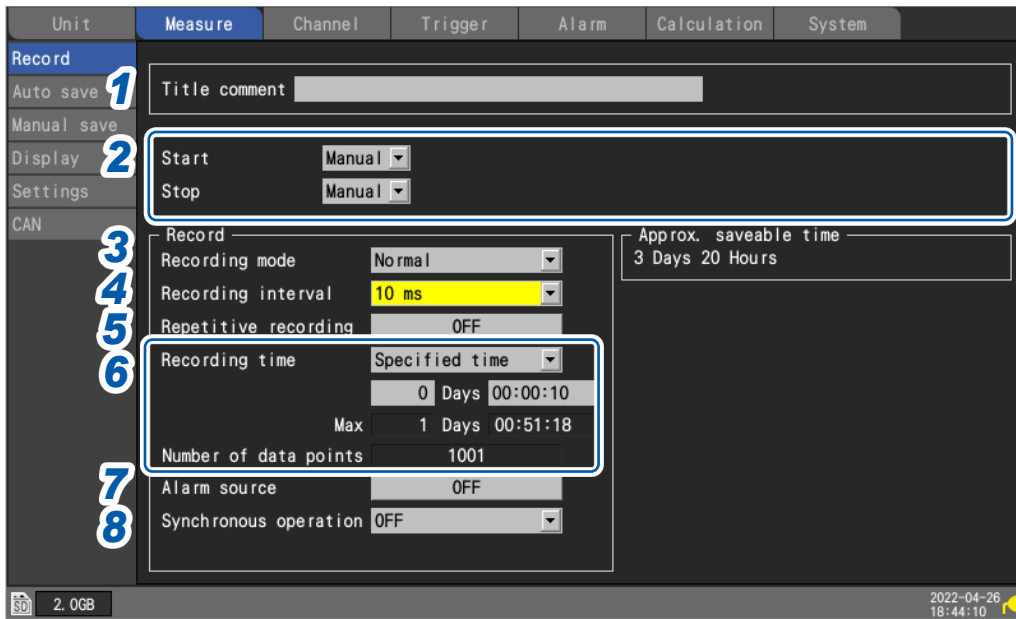 Unit Measure Channel Trigger Alarm Calculation System
Record
Auto save
Manual save
Display
Settings
CAN
1
Title comment
2
Start Manual
Stop Manual
Record
3
Recording mode Normal
4
Recording interval 10 ms
5
Repetitive recording OFF
6
Recording time Specified time
0 Days 00:00:10
Max 1 Days 00:51:18
Number of data points 1001
7
Alarm source OFF
8
Synchronous operation OFF
Approx. saveable time
3 Days 20 Hours
SD 2.0GB
2022-04-26
18:44:10